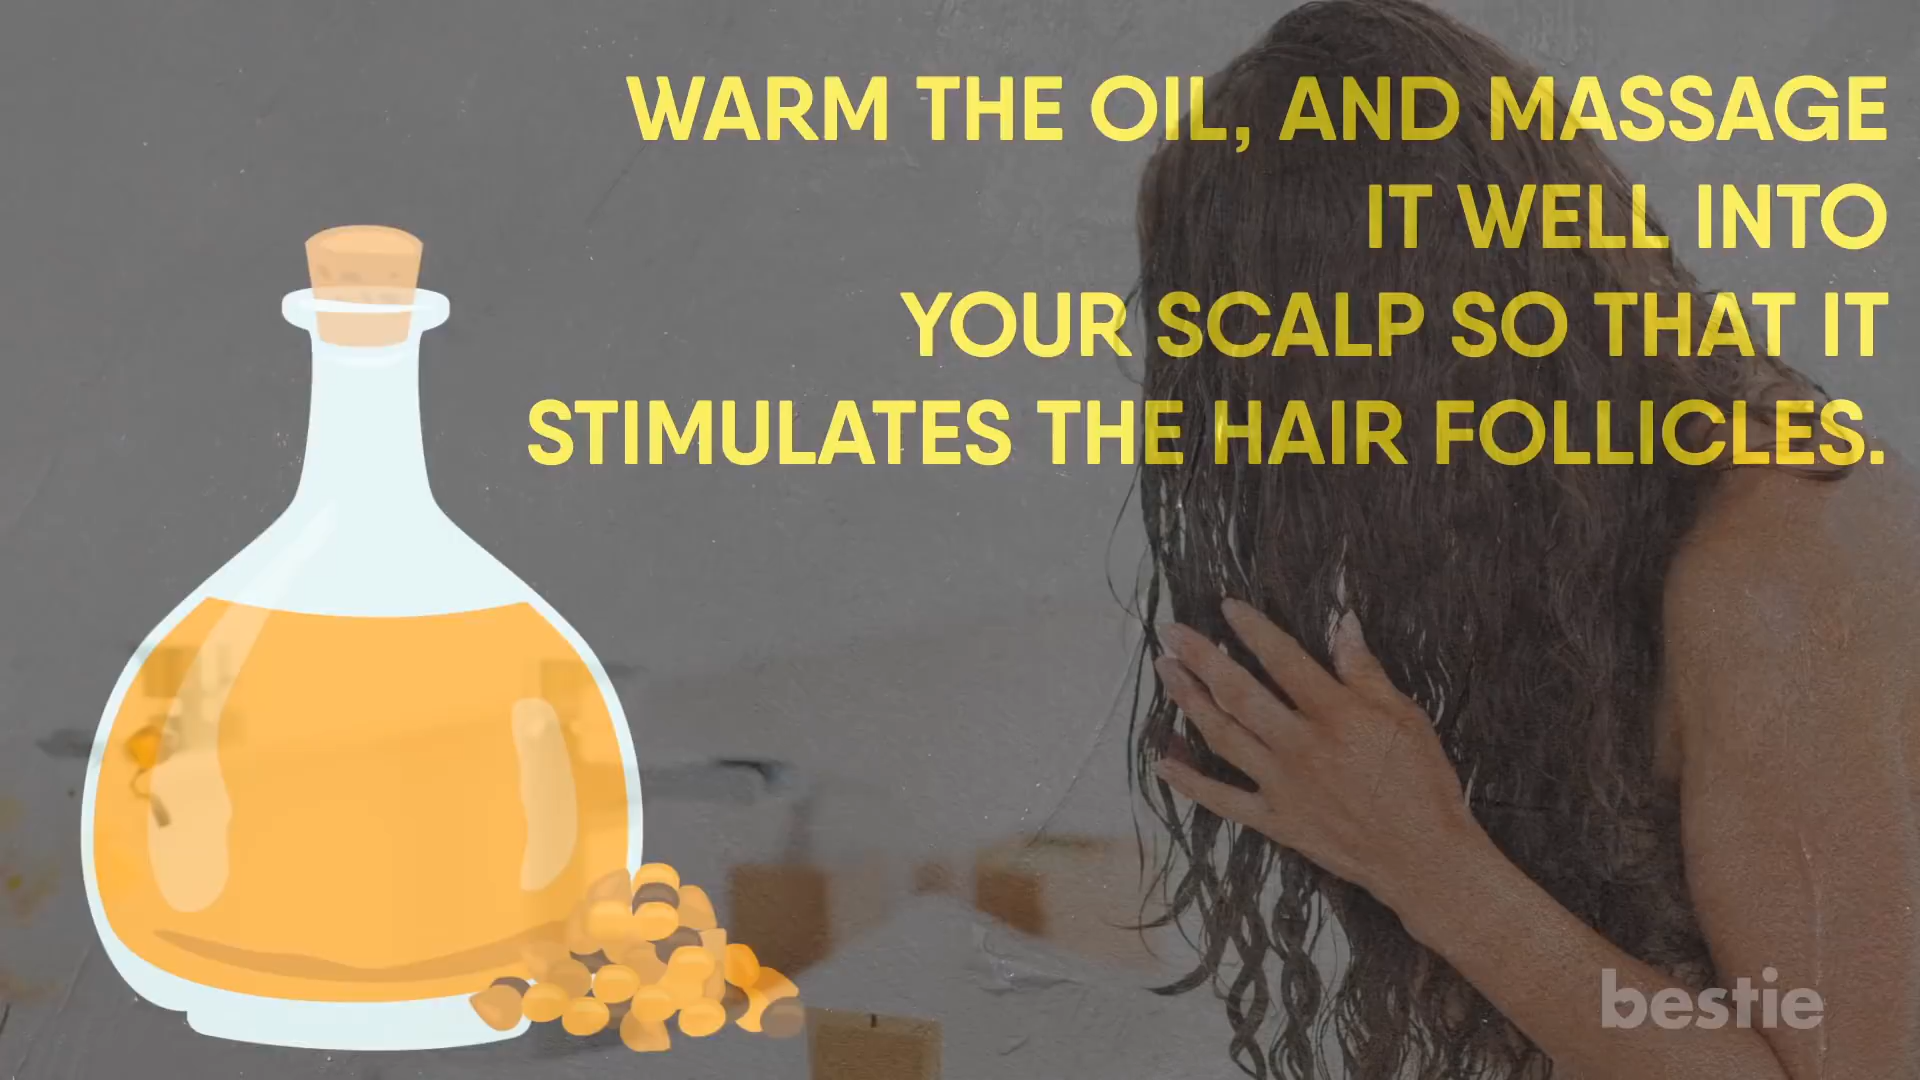 WARM THE OIL, AND MASSAGE
IT WELL INTO
YOUR SCALP SO THAT IT
STIMULATES THE HAIR FOLLICLES.
bestie